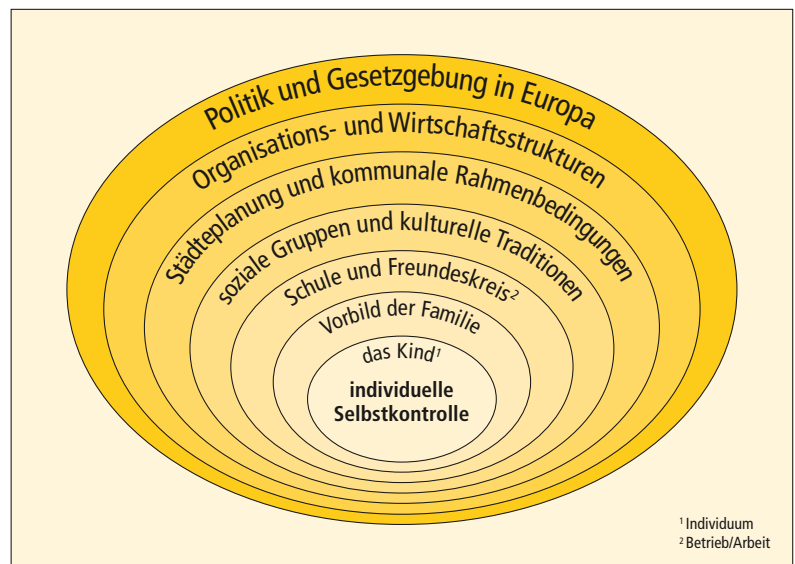 Politik und Gesetzgebung in Europa
Organisations- und Wirtschaftsstrukturen
Städteplanung und kommunale Rahmenbedingungen
soziale Gruppen und kulturelle Traditionen
Schule und Freundeskreis²
Vorbild der Familie
das Kind¹
individuelle
Selbstkontrolle
¹ Individuum
² Betrieb/Arbeit